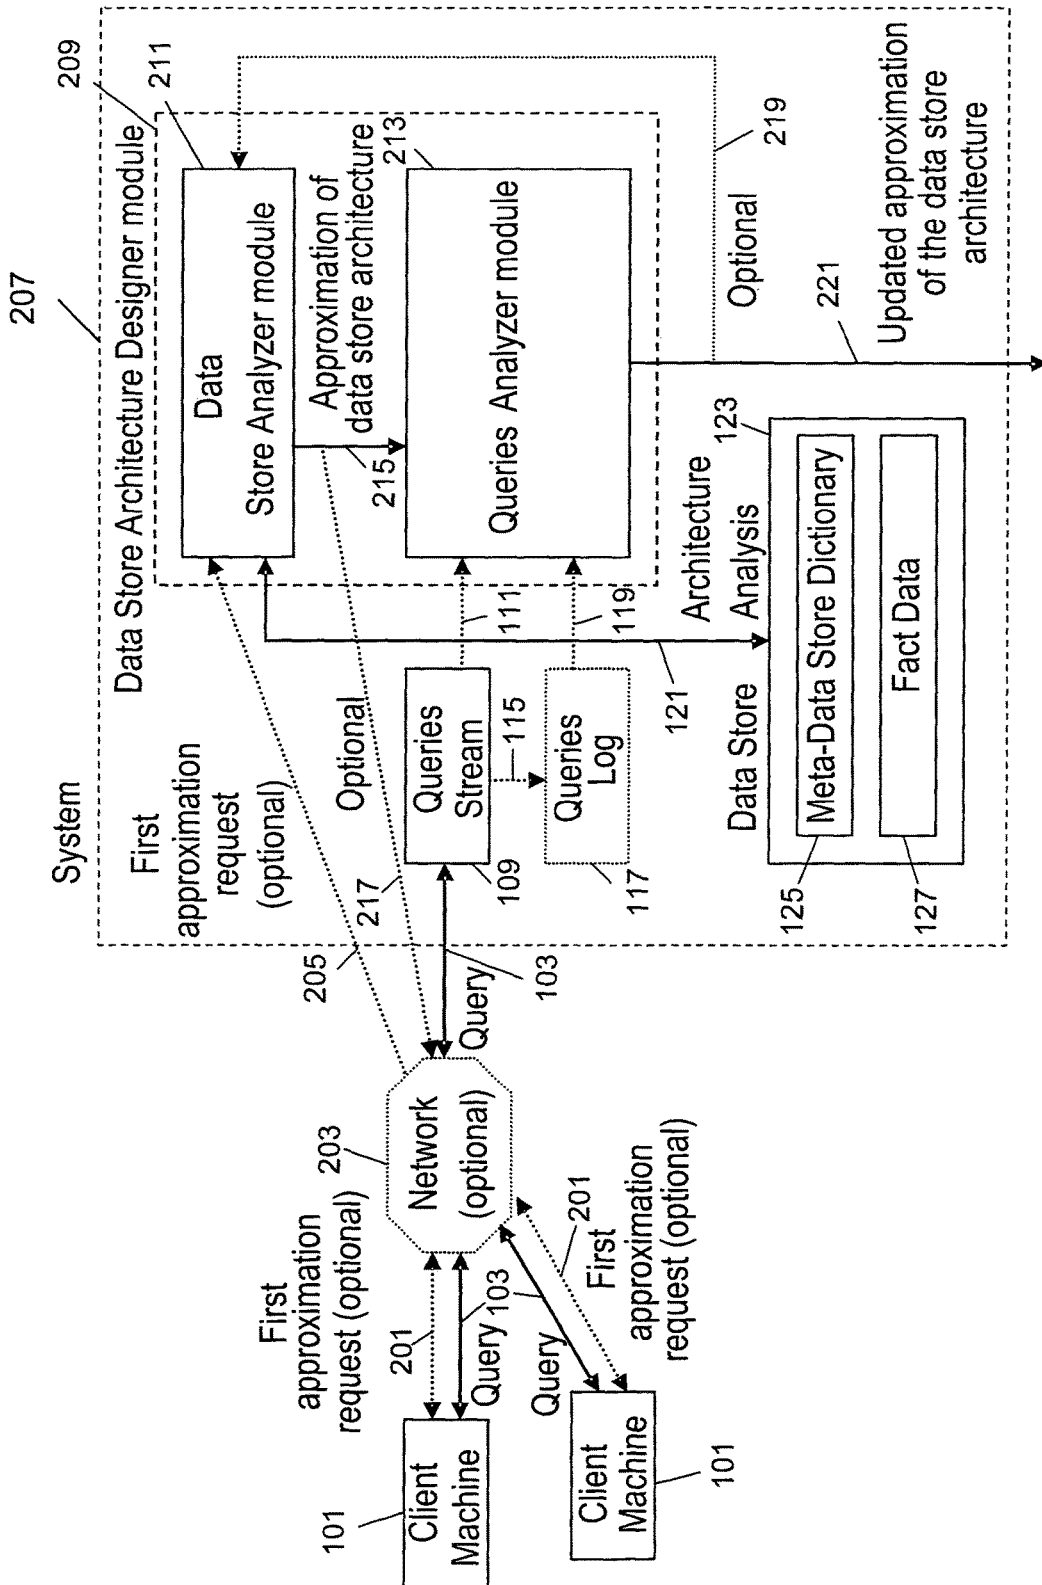 207
System
Data Store Architecture Designer module
209
211
Data
Store Analyzer module
Approximation of
data store architecture
215
213
Queries Analyzer module
219
Optional
221
Updated approximation
of the data store
architecture
First
approximation
request
(optional)
205
217
Optional
Queries
Stream
109
111
115
Queries
Log
117
119
121
Architecture
Analysis
Data Store
123
Meta-Data Store Dictionary
125
Fact Data
127
Query
103
203
Network
(optional)
First
approximation
request (optional)
201
Query
103
Client
Machine
101
Query
201
First
approximation
request (optional)
Client
Machine
101